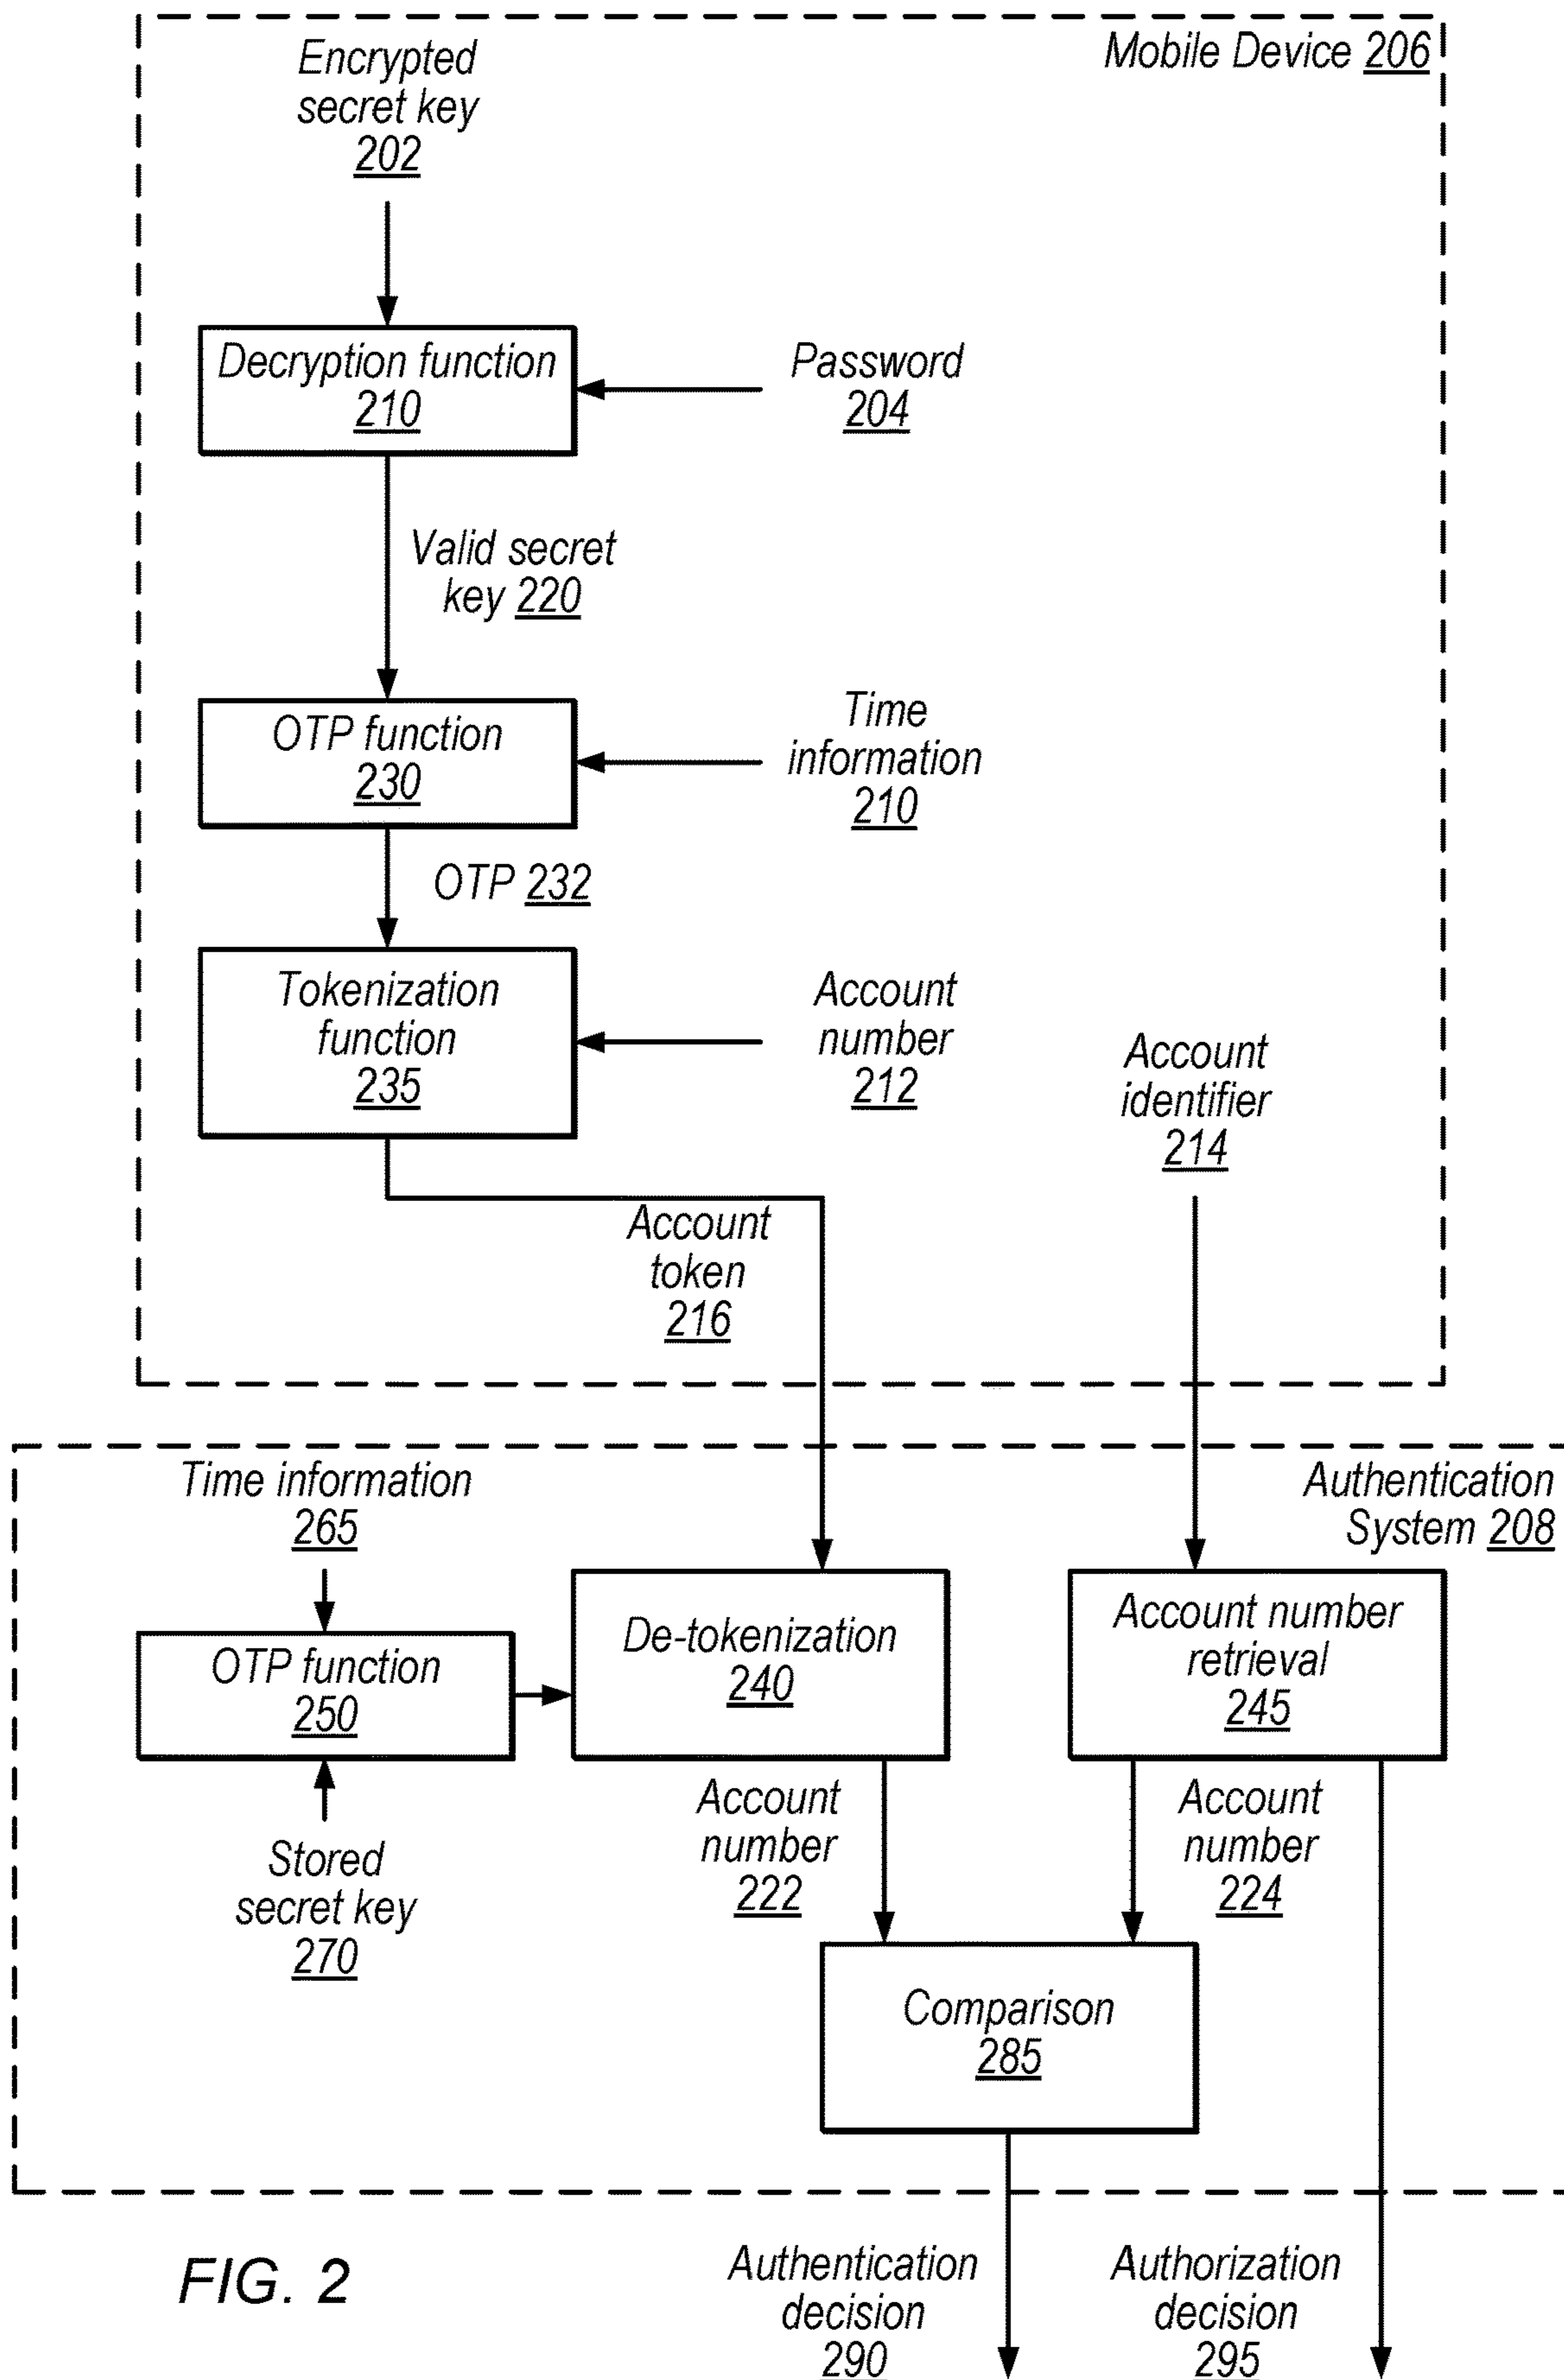 Mobile Device 206
Encrypted
secret key
202
Decryption function
210
Password
204
Valid secret
key 220
OTP function
230
Time
information
210
OTP 232
Tokenization
function
235
Account
number
212
Account
identifier
214
Account
token
216
Time information
265
Authentication
System 208
OTP function
250
De-tokenization
240
Account number
retrieval
245
Stored
secret key
270
Account
number
222
Account
number
224
Comparison
285
FIG. 2
Authentication
decision
290
Authorization
decision
295